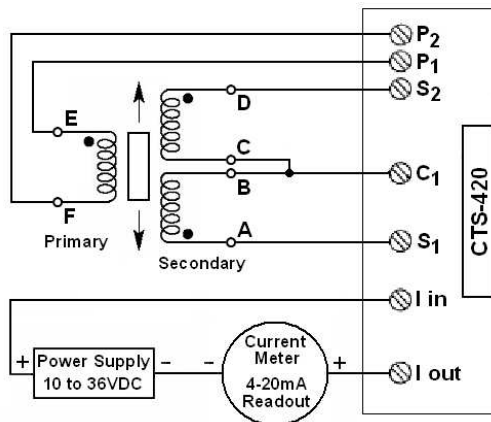 P2
P1
S2
D
E
C
B
C1
F
A
Primary
Secondary
S1
CTS-420
I in
Current
Meter
4-20mA
Readout
+
Power Supply
10 to 36VDC
-
-
+
I out